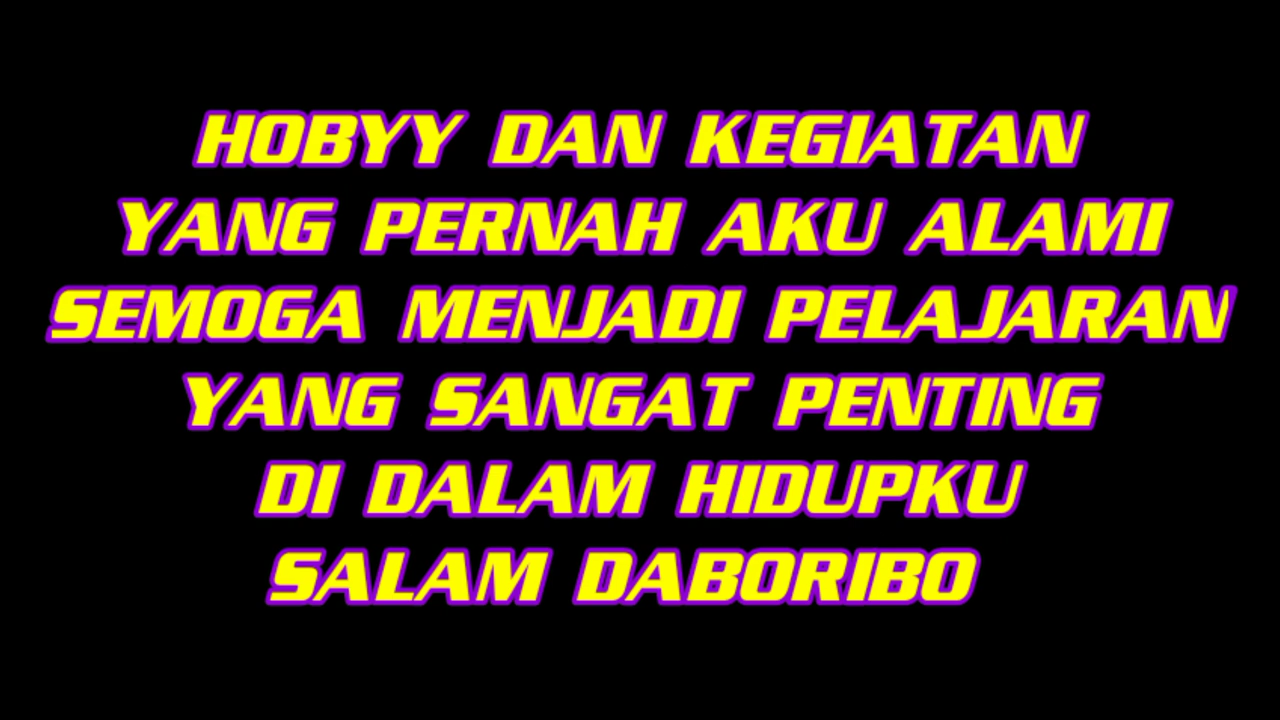 HOBYY DAN KEGIATAN
YANG PERNAH AKU ALAMI
SEMOGA MENJADI PELAJARAN
YANG SANGAT PENTING
DI DALAM HIDUPKU
SALAM DABORIBO